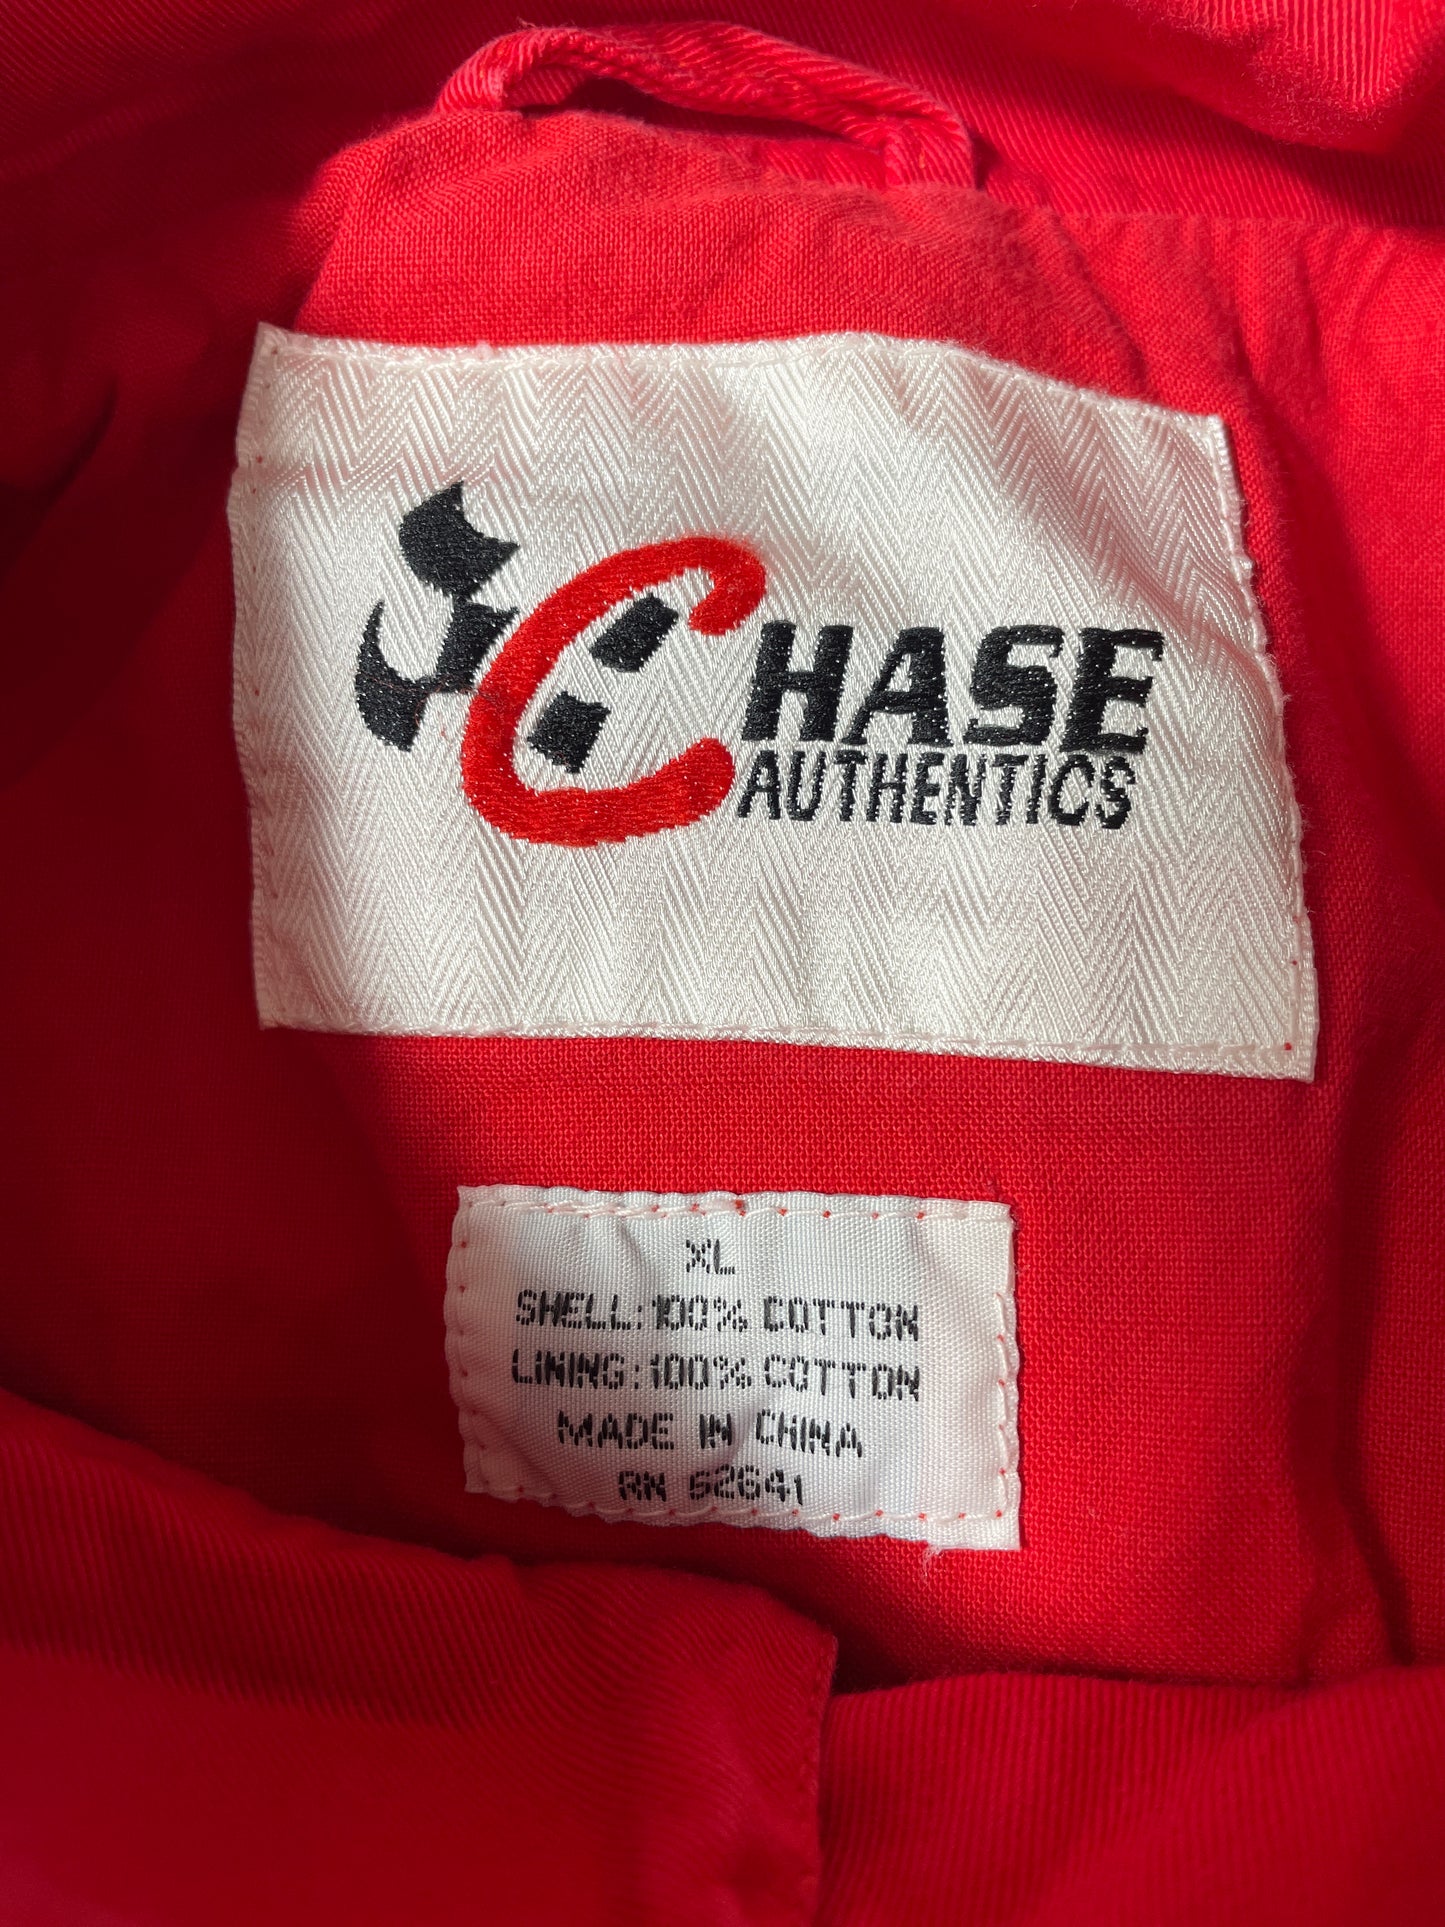 CHASE
AUTHENTICS
XL
SHELL:100% COTTON
LINING:100% COTTON
MADE IN CHINA
RN 52641